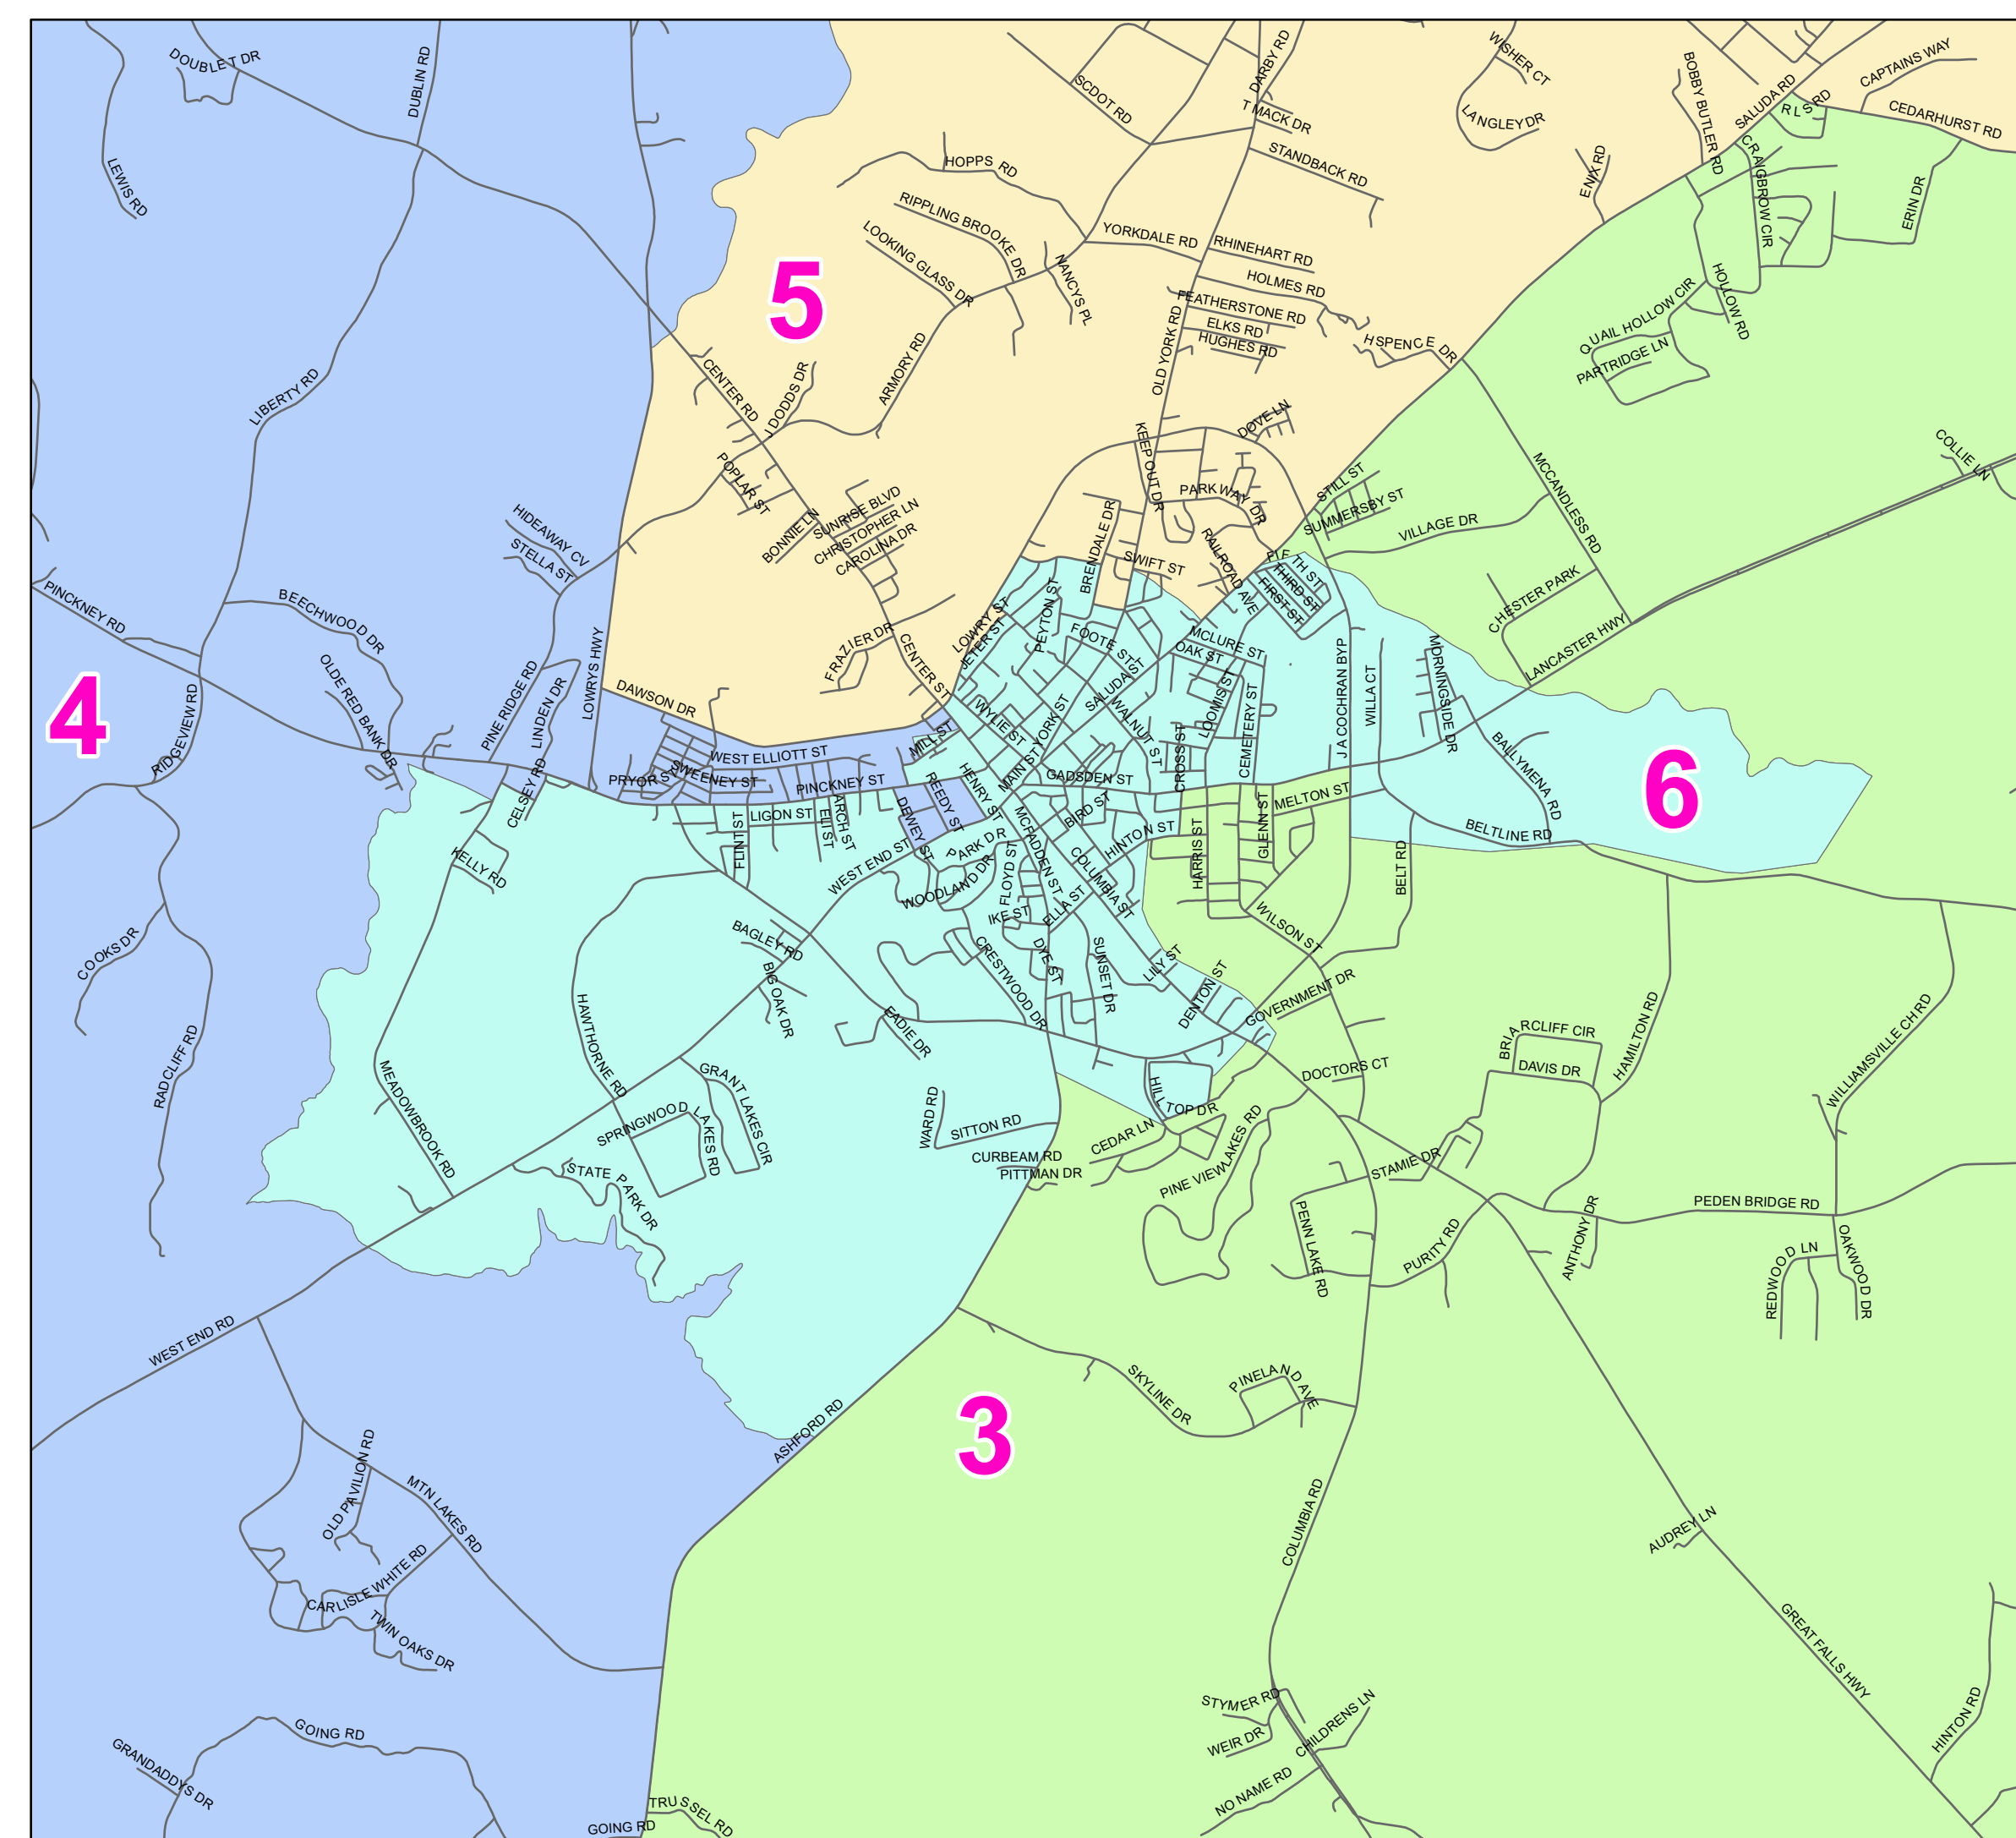 DOUBLE T DR
DUBLIN RD
LEWIS RD
SCDOT RD
DARBY RD
T MACK DR
STANDBACK RD
WISHER CT
LANGLEY DR
BOBBY BUTLER RD
SALUDA RD
CAPTAINS WAY
R L S RD
CEDARHURST RD
CRAIGBROW CIR
ENIX RD
ERIN DR
HOPPS RD
RIPPLING BROOKE DR
LOOKING GLASS DR
NANCYS PL
YORKDALE RD
RHINEHART RD
HOLMES RD
FEATHERSTONE RD
ELKS RD
HUGHES RD
H SPENCE DR
OLD YORK RD
QUAIL HOLLOW CIR
HOLLOW RD
PARTRIDGE LN
5
ARMORY RD
J DODDS DR
CENTER RD
LIBERTY RD
POPLAR ST
BONNIE LN
SUNRISE BLVD
CHRISTOPHER LN
CAROLINA DR
KEEP OUT DR
DOVE LN
PARKWAY DR
STILL ST
SUMMERSBY ST
VILLAGE DR
MCCANDLESS RD
COLLIE LN
HIDEAWAY CV
STELLA ST
BRENDALE DR
SWIFT ST
RAILROAD AVE
FIF TH ST
THIRD ST
FIRST ST
CHESTER PARK
LANCASTER HWY
PINCKNEY RD
BEECHWOOD DR
OLDE RED BANK DR
PINE RIDGE RD
LINDEN DR
LOWRYS HWY
FRAZIER DR
CENTER ST
LOWRY ST
JETER ST
PEYTON ST
FOOTE ST
SALUDA ST
MCLURE ST
OAK ST
LOOMIS ST
CEMETERY ST
J A COCHRAN BYP
WILLA CT
MORNINGSIDE DR
BALLYMENA RD
4
RIDGEVIEW RD
DAWSON DR
WEST ELLIOTT ST
MILL ST
WYLIE ST
YORK ST
MAIN ST
WALNUT ST
CROSS ST
6
CELSEY RD
PRYOR ST
SWEENEY ST
PINCKNEY ST
REEDY ST
HENRY ST
GADSDEN ST
MELTON ST
BELTLINE RD
LIGON ST
FLINT ST
ELI ST
ARCH ST
DEWEY ST
PARK DR
MCFADDEN ST
BIRD ST
HINTON ST
HARRIS ST
GLENN ST
BELT RD
KELLY RD
WEST END ST
WOODLAND DR
FLOYD ST
COLUMBIA ST
ELLA ST
IKE ST
WILSON ST
COOKS DR
BAGLEY RD
BIG OAK DR
CRESTWOOD DR
DYE ST
SUNSET DR
LILY ST
DENTON ST
GOVERNMENT DR
RADCLIFF RD
HAWTHORNE RD
EADIE DR
BRIARCLIFF CIR
DAVIS DR
HAMILTON RD
WILLIAMSVILLE CH RD
MEADOWBROOK RD
GRANT LAKES CIR
SPRINGWOOD LAKES RD
WARD RD
SITTON RD
HILL TOP DR
DOCTORS CT
CEDAR LN
CURBEAM RD
PITTMAN DR
PINE VIEW LAKES RD
STAMIE DR
STATE PARK DR
PENN LAKE RD
PURITY RD
ANTHONY DR
PEDEN BRIDGE RD
REDWOOD LN
OAKWOOD DR
WEST END RD
ASHFORD RD
3
SKYLINE DR
PINELAND AVE
COLUMBIA RD
OLD PAVILION RD
MTN LAKES RD
CARLISLE WHITE RD
TWIN OAKS DR
AUDREY LN
GREAT FALLS HWY
HINTON RD
STYMER RD
WEIR DR
CHILDRENS LN
NO NAME RD
GOING RD
GRANDADDYS DR
TRUSSEL RD
GOING RD